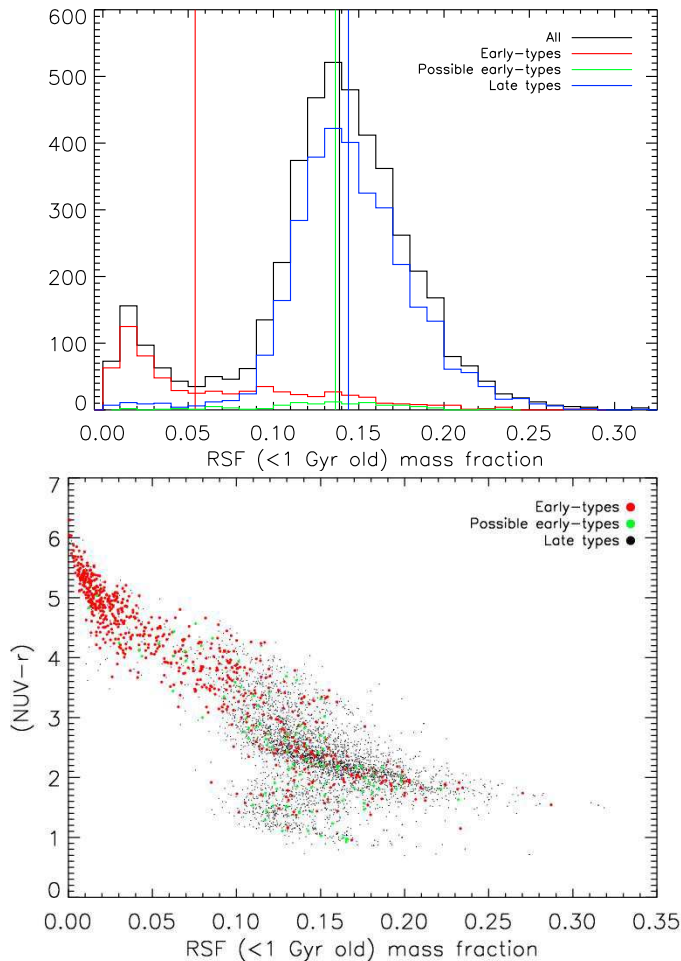 600
500
400
300
200
100
0
All
Early-types
Possible early-types
Late types
0.00 0.05 0.10 0.15 0.20 0.25 0.30
RSF (<1 Gyr old) mass fraction
7
6
5
4
3
2
1
0
(NUV-r)
Early-types
Possible early-types
Late types
0.00 0.05 0.10 0.15 0.20 0.25 0.30 0.35
RSF (<1 Gyr old) mass fraction